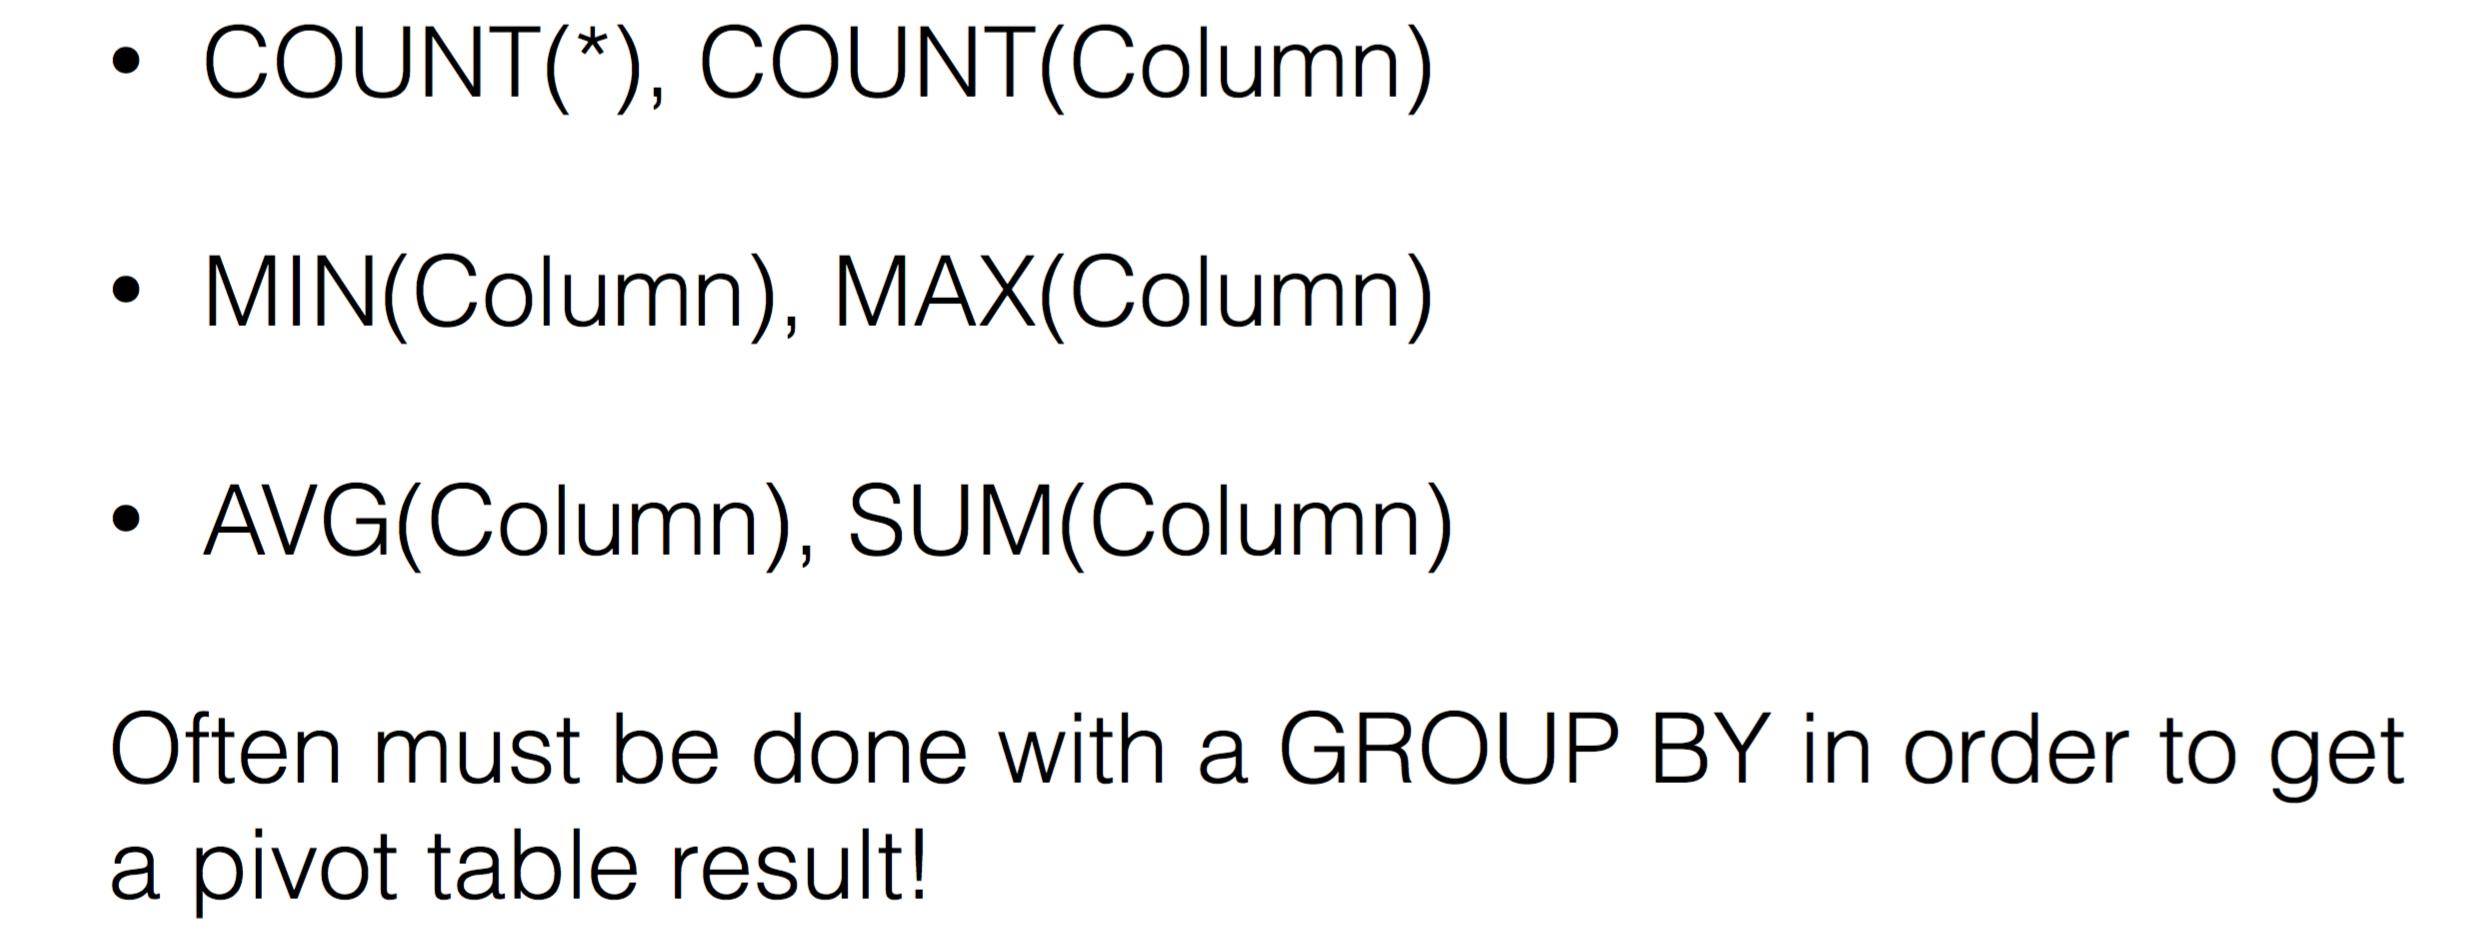 • COUNT(*), COUNT(Column)
• MIN(Column), MAX(Column)
• AVG(Column), SUM(Column)
Often must be done with a GROUP BY in order to get
a pivot table result!